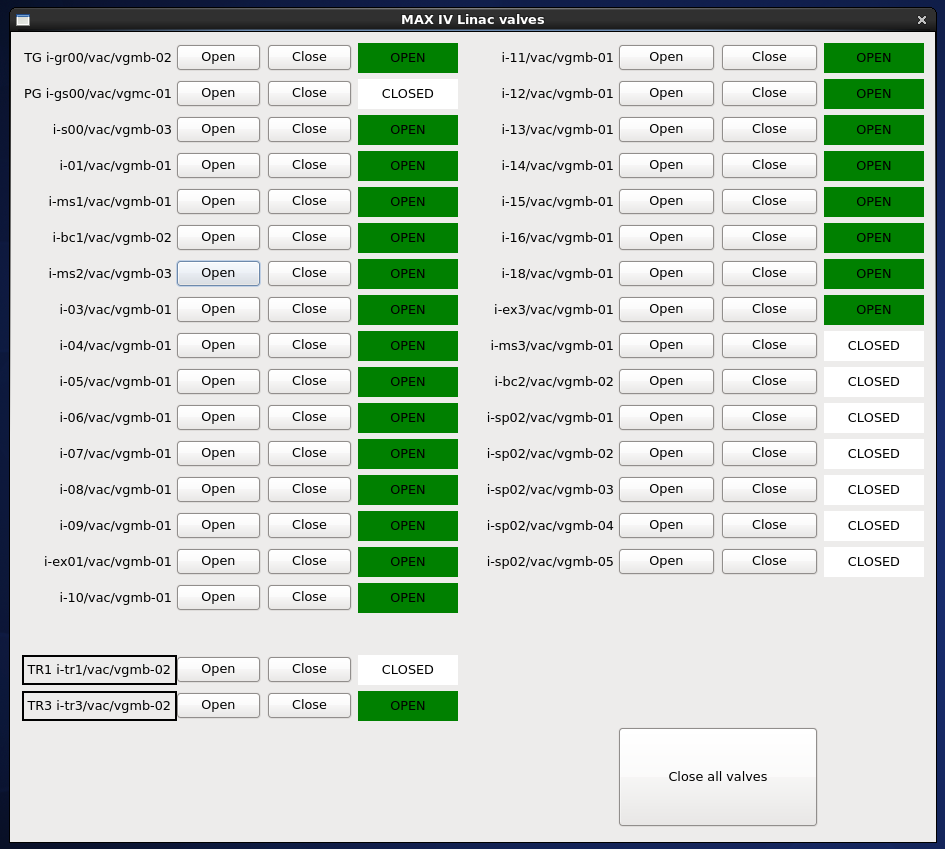 MAX IV Linac valves
TG i-gr00/vac/vgmb-02 Open Close OPEN i-11/vac/vgmb-01 Open Close OPEN
PG i-gs00/vac/vgmc-01 Open Close CLOSED i-12/vac/vgmb-01 Open Close OPEN
i-s00/vac/vgmb-03 Open Close OPEN i-13/vac/vgmb-01 Open Close OPEN
i-01/vac/vgmb-01 Open Close OPEN i-14/vac/vgmb-01 Open Close OPEN
i-ms1/vac/vgmb-01 Open Close OPEN i-15/vac/vgmb-01 Open Close OPEN
i-bc1/vac/vgmb-02 Open Close OPEN i-16/vac/vgmb-01 Open Close OPEN
i-ms2/vac/vgmb-03 Open Close OPEN i-18/vac/vgmb-01 Open Close OPEN
i-03/vac/vgmb-01 Open Close OPEN i-ex3/vac/vgmb-01 Open Close OPEN
i-04/vac/vgmb-01 Open Close OPEN i-ms3/vac/vgmb-01 Open Close CLOSED
i-05/vac/vgmb-01 Open Close OPEN i-bc2/vac/vgmb-02 Open Close CLOSED
i-06/vac/vgmb-01 Open Close OPEN i-sp02/vac/vgmb-01 Open Close CLOSED
i-07/vac/vgmb-01 Open Close OPEN i-sp02/vac/vgmb-02 Open Close CLOSED
i-08/vac/vgmb-01 Open Close OPEN i-sp02/vac/vgmb-03 Open Close CLOSED
i-09/vac/vgmb-01 Open Close OPEN i-sp02/vac/vgmb-04 Open Close CLOSED
i-ex01/vac/vgmb-01 Open Close OPEN i-sp02/vac/vgmb-05 Open Close CLOSED
i-10/vac/vgmb-01 Open Close OPEN
TR1 i-tr1/vac/vgmb-02 Open Close CLOSED
TR3 i-tr3/vac/vgmb-02 Open Close OPEN
Close all valves